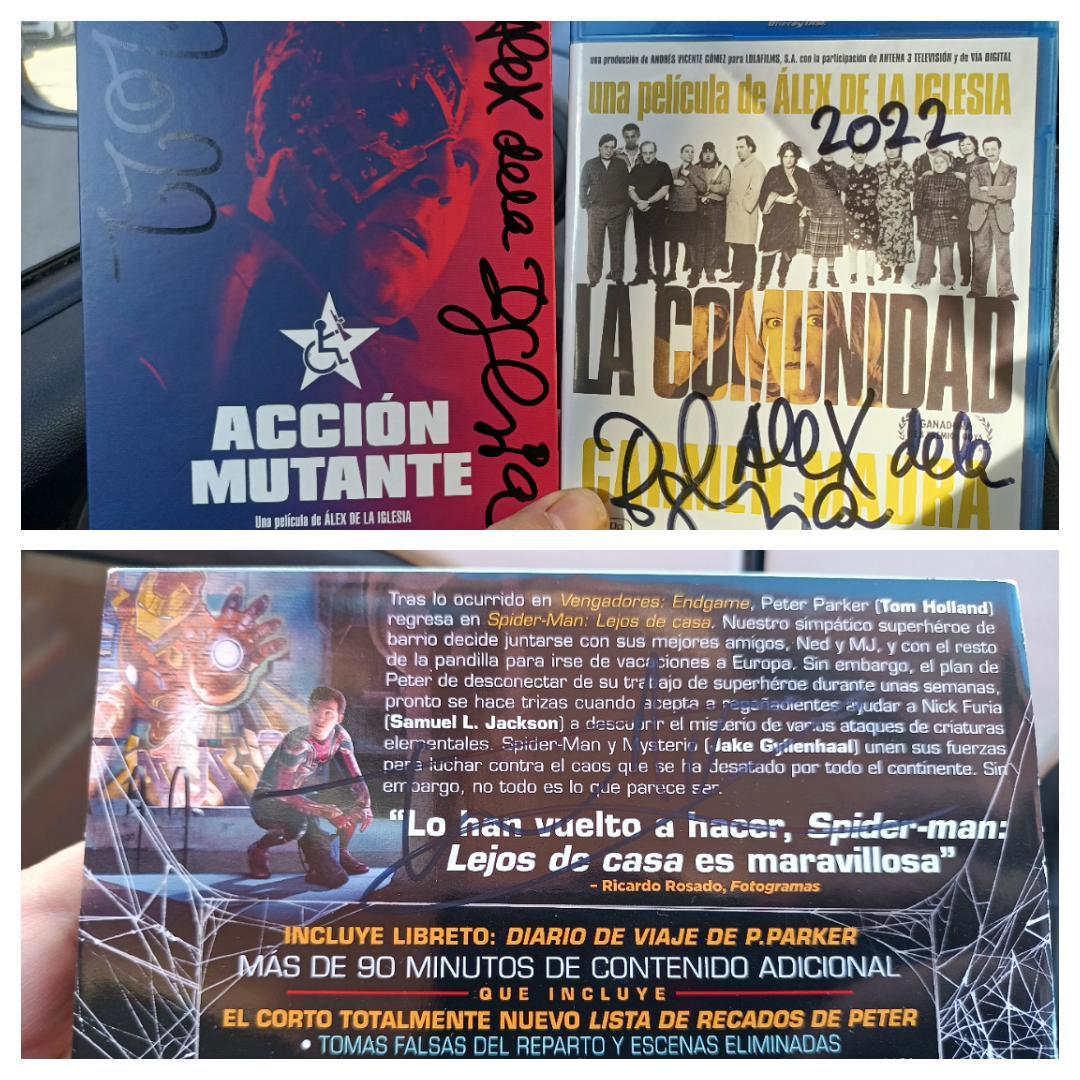 2022
Alex dela Iglesia
ACCIÓN
MUTANTE
Una película de ÁLEX DE LA IGLESIA
Blu-ray Disc
una producción de ANDRÉS VICENTE GÓMEZ para LOLAFILMS, S.A. con la participación de ANTENA 3 TELEVISIÓN y de VÍA DIGITAL
una película de ÁLEX DE LA IGLESIA
2022
LA COMUNIDAD
GANADORA
Alex dela
CARMEN MAURA
Tras lo ocurrido en Vengadores: Endgame, Peter Parker (Tom Holland)
regresa en Spider-Man: Lejos de casa. Nuestro simpático superhéroe de
barrio decide juntarse con sus mejores amigos, Ned y MJ, y con el resto
de la pandilla para irse de vacaciones a Europa. Sin embargo, el plan de
Peter de desconectar de su trabajo de superhéroe durante unas semanas,
pronto se hace trizas cuando acepta a regañadientes ayudar a Nick Furia
(Samuel L. Jackson) a descubrir el misterio de varios ataques de criaturas
elementales. Spider-Man y Mysterio (Jake Gyllenhaal) unen sus fuerzas
para luchar contra el caos que se ha desatado por todo el continente. Sin
embargo, no todo es lo que parece ser.
“Lo han vuelto a hacer, Spider-man:
Lejos de casa es maravillosa”
– Ricardo Rosado, Fotogramas
INCLUYE LIBRETO: DIARIO DE VIAJE DE P.PARKER
MÁS DE 90 MINUTOS DE CONTENIDO ADICIONAL
QUE INCLUYE
EL CORTO TOTALMENTE NUEVO LISTA DE RECADOS DE PETER
• TOMAS FALSAS DEL REPARTO Y ESCENAS ELIMINADAS